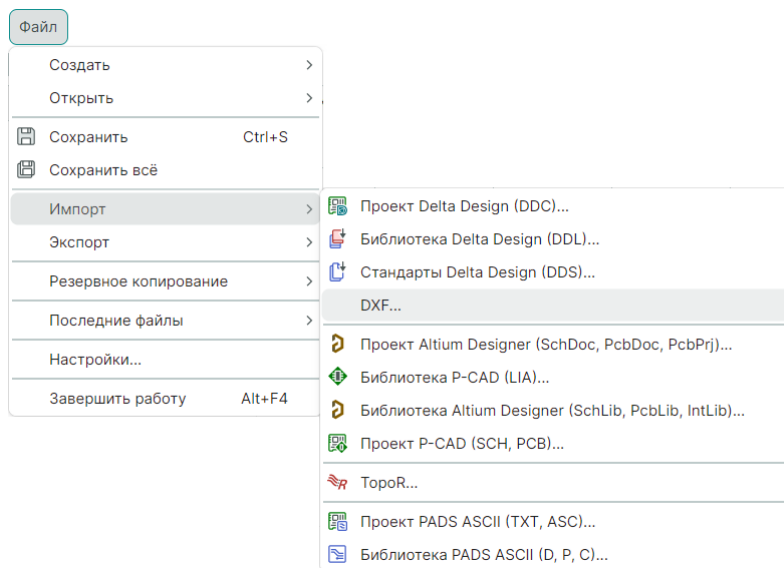 Файл
Создать
Открыть
Сохранить Ctrl+S
Сохранить всё
Импорт
Экспорт
Резервное копирование
Последние файлы
Настройки...
Завершить работу Alt+F4
Проект Delta Design (DDC)...
Библиотека Delta Design (DDL)...
Стандарты Delta Design (DDS)...
DXF...
Проект Altium Designer (SchDoc, PcbDoc, PcbPrj)...
Библиотека P-CAD (LIA)...
Библиотека Altium Designer (SchLib, PcbLib, IntLib)...
Проект P-CAD (SCH, PCB)...
TopoR...
Проект PADS ASCII (TXT, ASC)...
Библиотека PADS ASCII (D, P, C)...